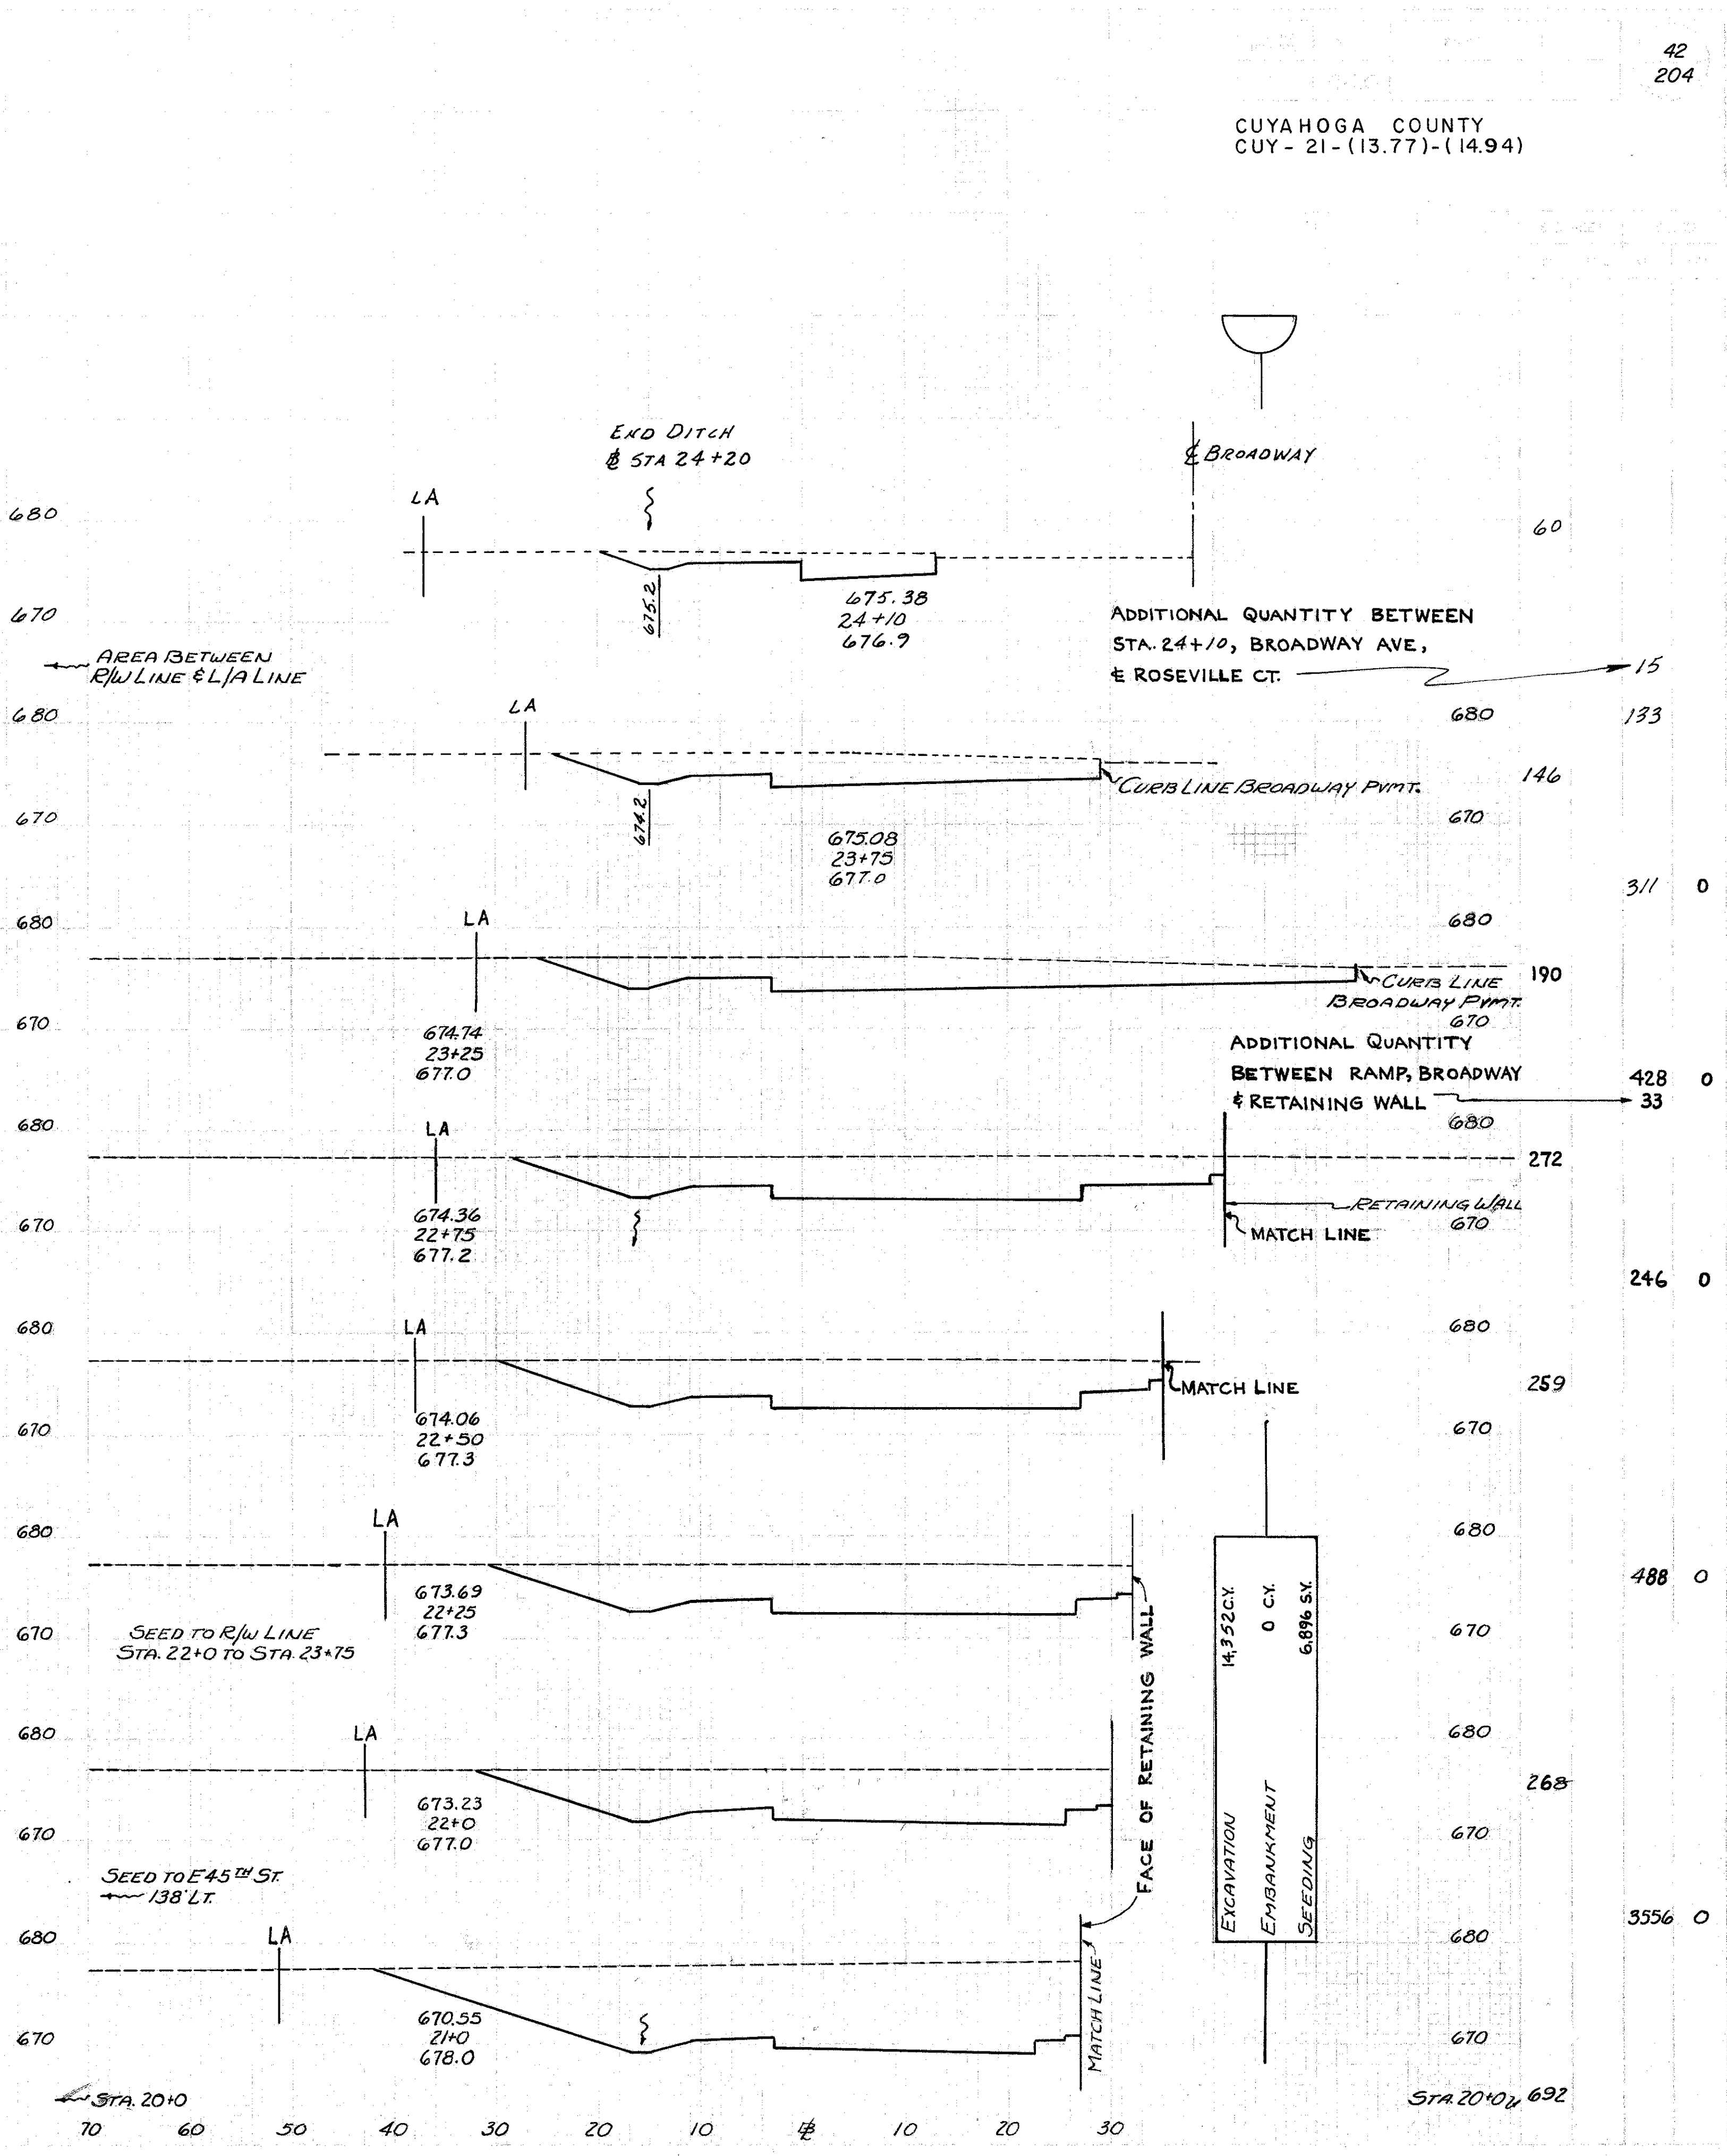 42
204
CUYAHOGA COUNTY
CUY - 21 - (13.77) - (14.94)
END DITCH
℄ STA 24+20
℄ BROADWAY
LA
680
60
675.2
675.38
24+10
676.9
670
ADDITIONAL QUANTITY BETWEEN
STA. 24+10, BROADWAY AVE,
& ROSEVILLE CT.
15
AREA BETWEEN
R/W LINE & L/A LINE
LA
680
680
133
146
CURB LINE BROADWAY PVMT.
674.2
670
670
675.08
23+75
677.0
311 0
680
LA
680
190
CURB LINE
BROADWAY PVMT.
670
670
674.74
23+25
677.0
ADDITIONAL QUANTITY
BETWEEN RAMP, BROADWAY
& RETAINING WALL
428 0
33
680
LA
680
272
674.36
22+75
677.2
RETAINING WALL
670
670
MATCH LINE
246 0
680
LA
680
MATCH LINE
259
674.06
22+50
677.3
670
670
LA
680
680
673.69
22+25
677.3
488 0
670
670
SEED TO R/W LINE
STA. 22+0 TO STA. 23+75
FACE OF RETAINING WALL
EXCAVATION 14,352 C.Y.
EMBANKMENT 0 C.Y.
SEEDING 6,896 S.Y.
680
LA
680
268
673.23
22+0
677.0
670
670
SEED TO E 45TH ST.
138' LT.
3556 0
680
LA
680
MATCH LINE
670.55
21+0
678.0
670
670
STA. 20+0
STA. 20+0 692
70 60 50 40 30 20 10 ℄ 10 20 30